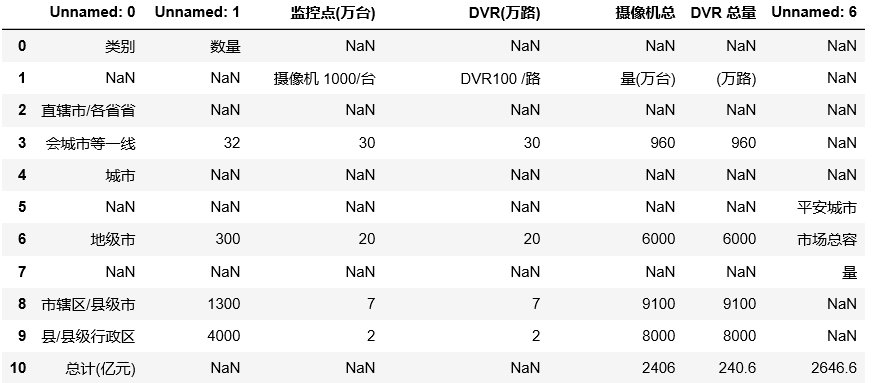 Unnamed: 0 Unnamed: 1 监控点(万台) DVR(万路) 摄像机总 DVR 总量 Unnamed: 6
0 类别 数量 NaN NaN NaN NaN NaN
1 NaN NaN 摄像机 1000/台 DVR100 /路 量(万台) (万路) NaN
2 直辖市/各省省 NaN NaN NaN NaN NaN NaN
3 会城市等一线 32 30 30 960 960 NaN
4 城市 NaN NaN NaN NaN NaN NaN
5 NaN NaN NaN NaN NaN NaN 平安城市
6 地级市 300 20 20 6000 6000 市场总容
7 NaN NaN NaN NaN NaN NaN 量
8 市辖区/县级市 1300 7 7 9100 9100 NaN
9 县/县级行政区 4000 2 2 8000 8000 NaN
10 总计(亿元) NaN NaN NaN 2406 240.6 2646.6